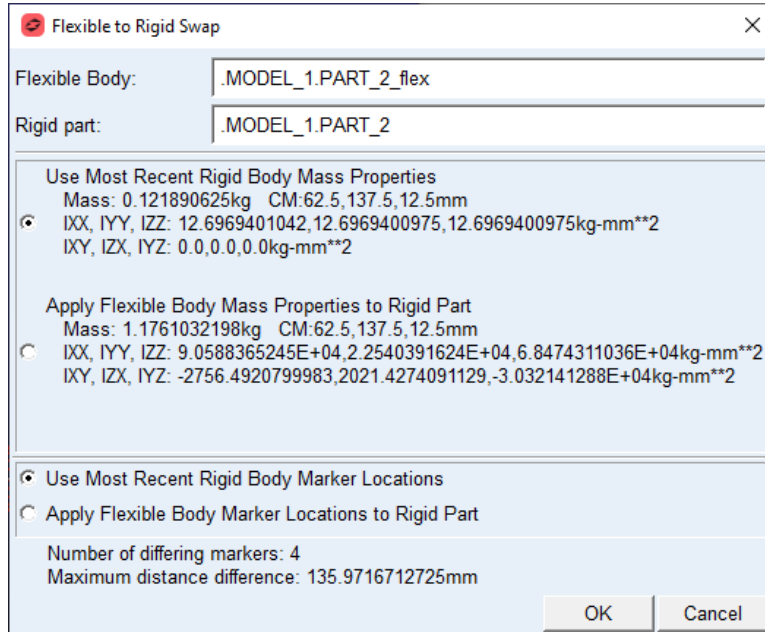 Flexible to Rigid Swap
Flexible Body: .MODEL_1.PART_2_flex
Rigid part: .MODEL_1.PART_2
Use Most Recent Rigid Body Mass Properties
Mass: 0.121890625kg CM:62.5,137.5,12.5mm
IXX, IYY, IZZ: 12.6969401042,12.6969400975,12.6969400975kg-mm**2
IXY, IZX, IYZ: 0.0,0.0,0.0kg-mm**2
Apply Flexible Body Mass Properties to Rigid Part
Mass: 1.1761032198kg CM:62.5,137.5,12.5mm
IXX, IYY, IZZ: 9.0588365245E+04,2.2540391624E+04,6.8474311036E+04kg-mm**2
IXY, IZX, IYZ: -2756.4920799983,2021.4274091129,-3.032141288E+04kg-mm**2
Use Most Recent Rigid Body Marker Locations
Apply Flexible Body Marker Locations to Rigid Part
Number of differing markers: 4
Maximum distance difference: 135.9716712725mm
OK Cancel